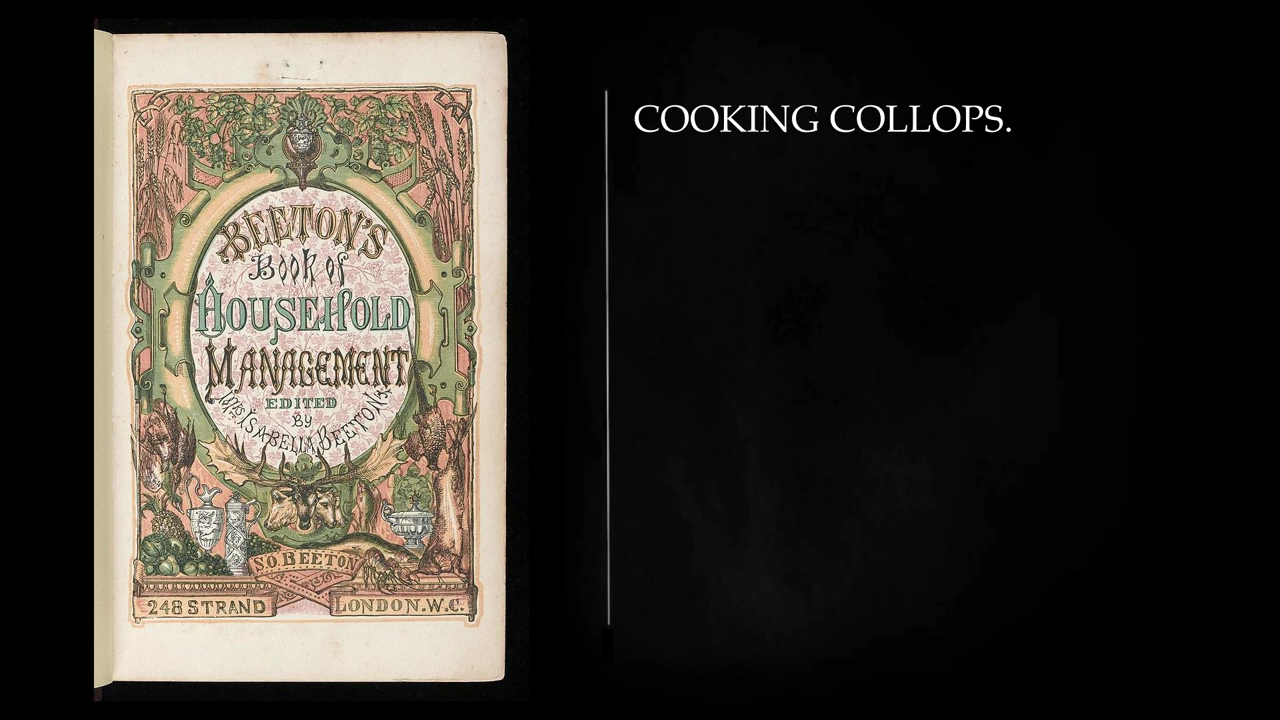 BEETON'S
Book of
HOUSEHOLD
MANAGEMENT
EDITED
By
MRS ISABELLA BEETON
S.O. BEETON
248 STRAND
LONDON.W.C.
COOKING COLLOPS.